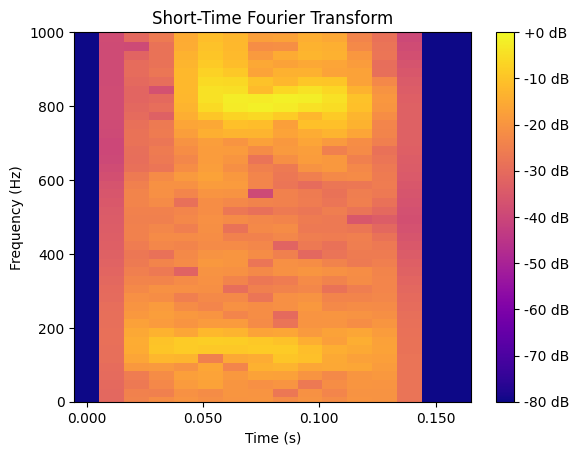 Short-Time Fourier Transform
1000
800
600
400
200
0
Frequency (Hz)
0.000
0.050
0.100
0.150
Time (s)
+0 dB
-10 dB
-20 dB
-30 dB
-40 dB
-50 dB
-60 dB
-70 dB
-80 dB